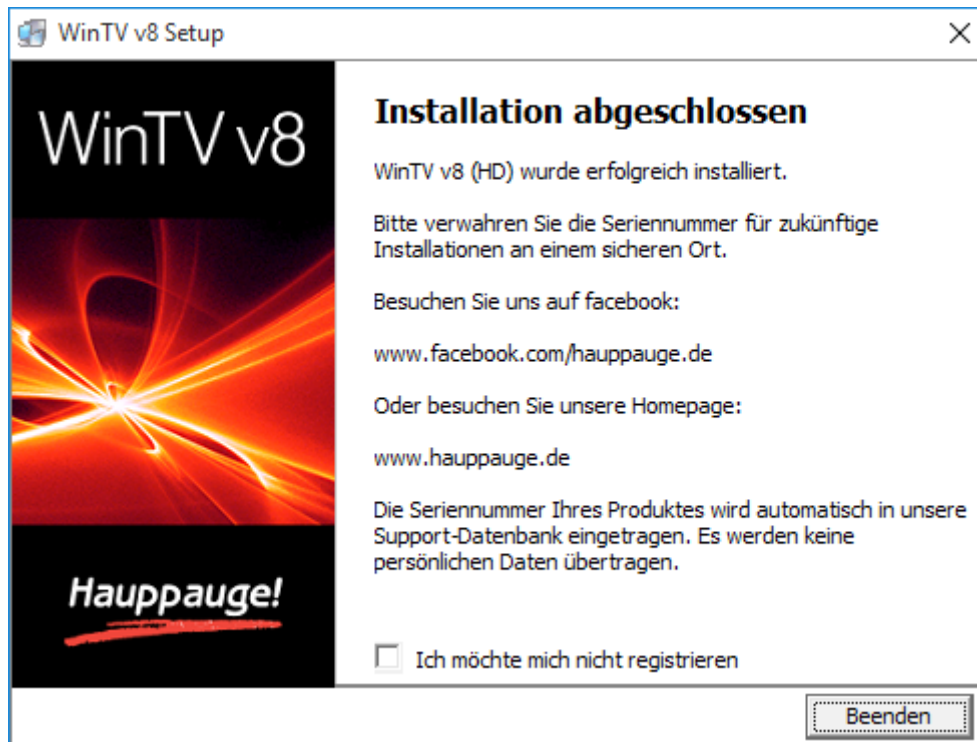 WinTV v8 Setup
WinTV v8
Hauppauge!
Installation abgeschlossen
WinTV v8 (HD) wurde erfolgreich installiert.
Bitte verwahren Sie die Seriennummer für zukünftige
Installationen an einem sicheren Ort.
Besuchen Sie uns auf facebook:
www.facebook.com/hauppauge.de
Oder besuchen Sie unsere Homepage:
www.hauppauge.de
Die Seriennummer Ihres Produktes wird automatisch in unsere
Support-Datenbank eingetragen. Es werden keine
persönlichen Daten übertragen.
Ich möchte mich nicht registrieren
Beenden